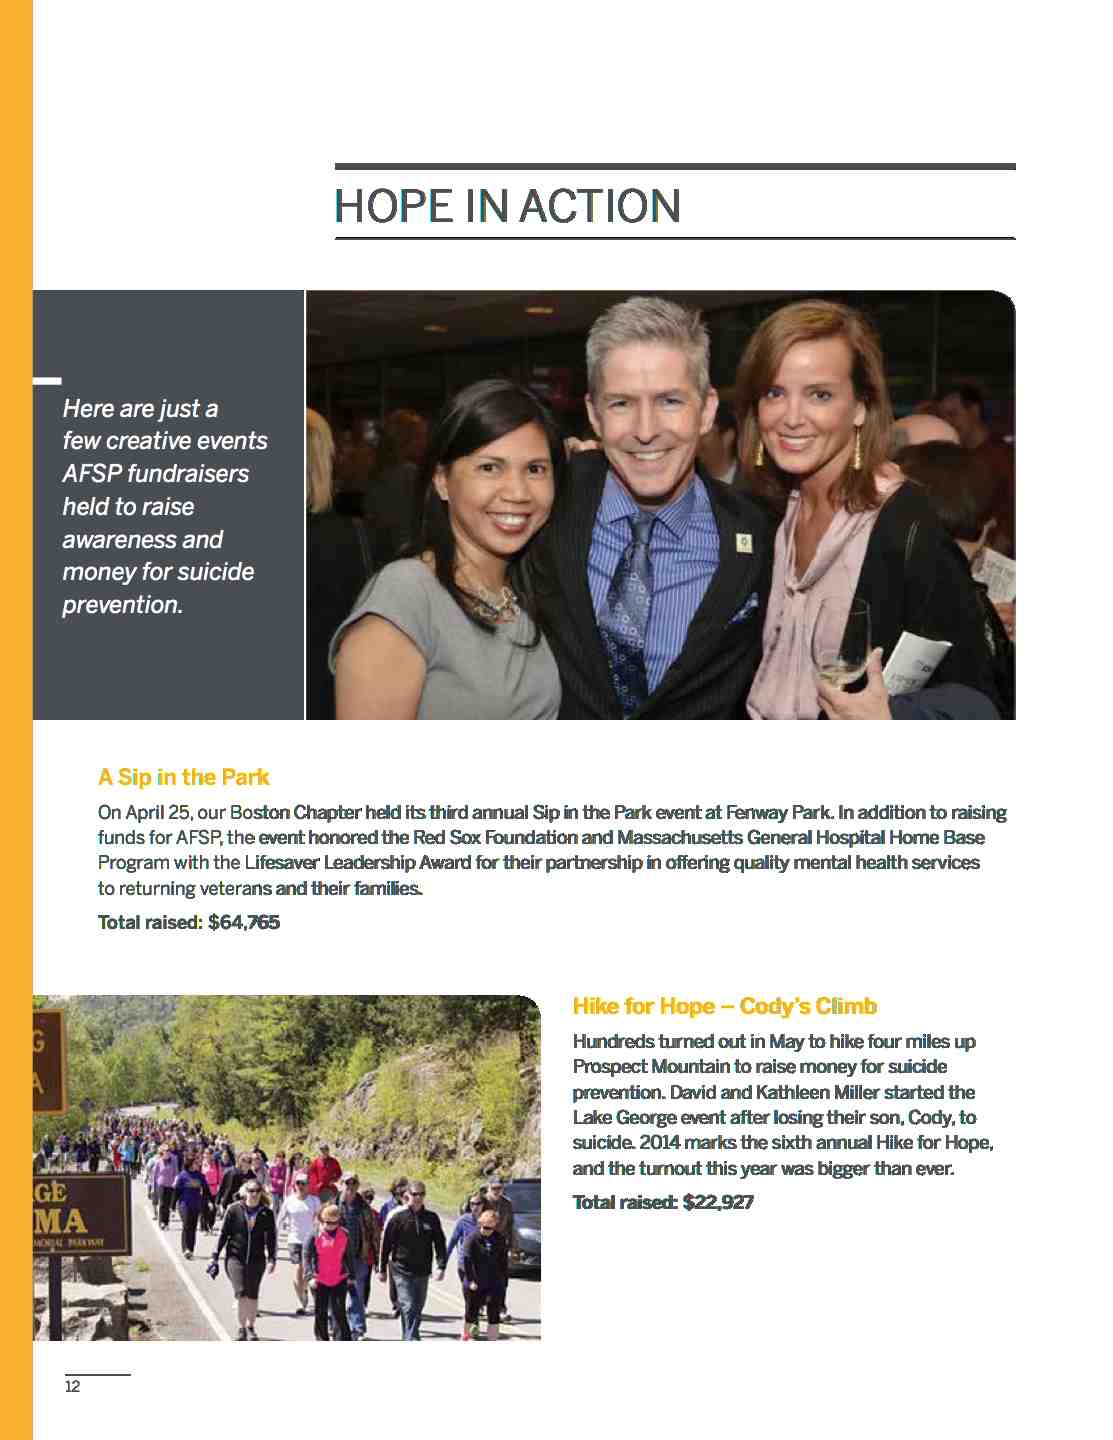 HOPE IN ACTION
Here are just a
few creative events
AFSP fundraisers
held to raise
awareness and
money for suicide
prevention.
A Sip in the Park
On April 25, our Boston Chapter held its third annual Sip in the Park event at Fenway Park. In addition to raising
funds for AFSP, the event honored the Red Sox Foundation and Massachusetts General Hospital Home Base
Program with the Lifesaver Leadership Award for their partnership in offering quality mental health services
to returning veterans and their families.
Total raised: $64,765
Hike for Hope – Cody's Climb
Hundreds turned out in May to hike four miles up
Prospect Mountain to raise money for suicide
prevention. David and Kathleen Miller started the
Lake George event after losing their son, Cody, to
suicide. 2014 marks the sixth annual Hike for Hope,
and the turnout this year was bigger than ever.
Total raised: $22,927
G
A
GE
MA
MORIAL PARKWAY
12